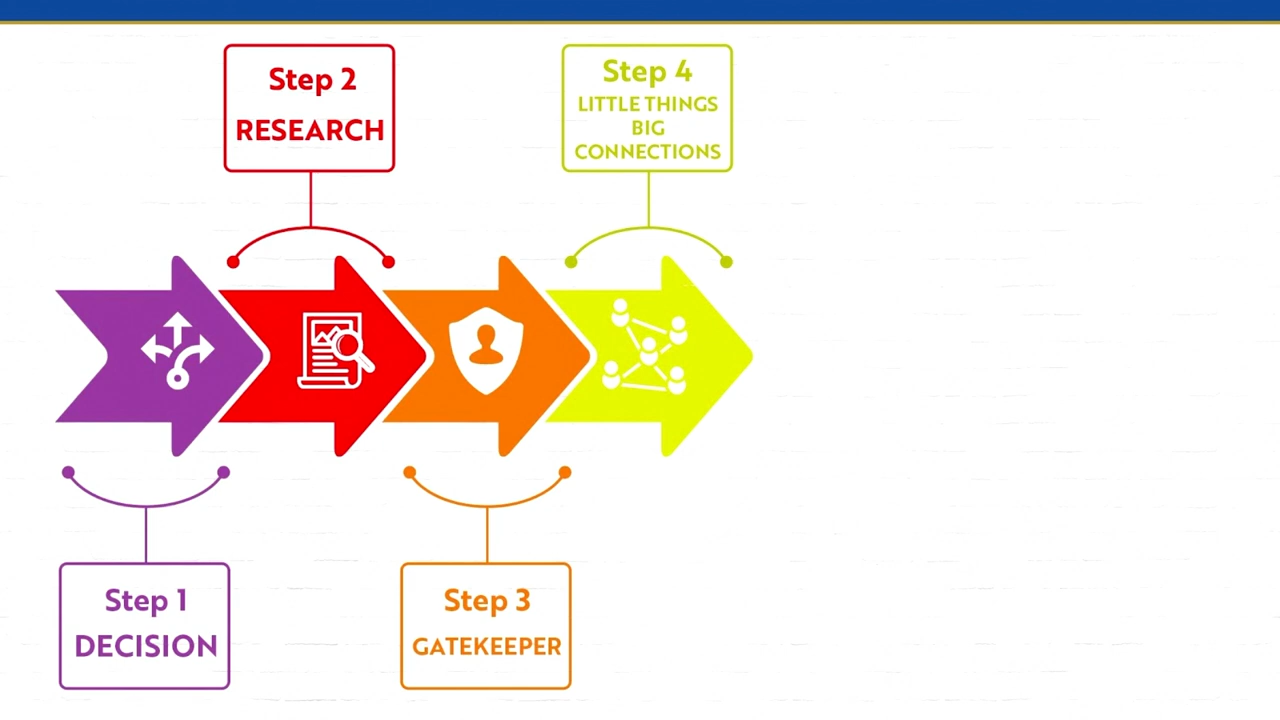 Step 1
DECISION
Step 2
RESEARCH
Step 3
GATEKEEPER
Step 4
LITTLE THINGS
BIG
CONNECTIONS